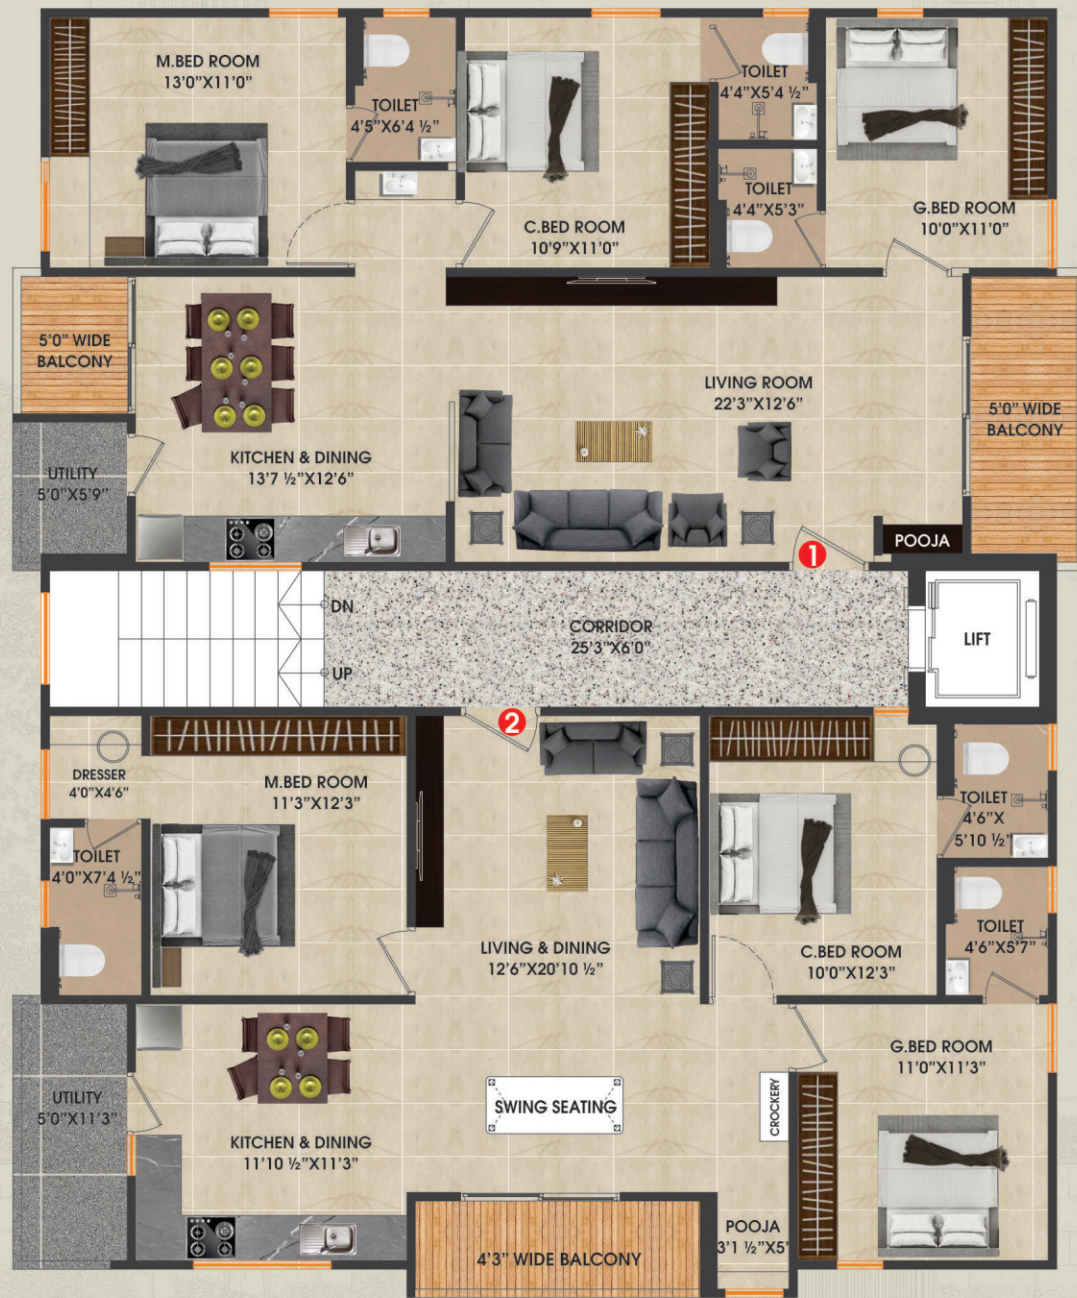 M.BED ROOM
13'0"X11'0"
TOILET
4'5"X6'4 ½"
C.BED ROOM
10'9"X11'0"
TOILET
4'4"X5'4 ½"
TOILET
4'4"X5'3"
G.BED ROOM
10'0"X11'0"
5'0" WIDE
BALCONY
KITCHEN & DINING
13'7 ½"X12'6"
LIVING ROOM
22'3"X12'6"
5'0" WIDE
BALCONY
UTILITY
5'0"X5'9"
POOJA
1
DN
UP
CORRIDOR
25'3"X6'0"
LIFT
2
DRESSER
4'0"X4'6"
M.BED ROOM
11'3"X12'3"
TOILET
4'0"X7'4 ½"
LIVING & DINING
12'6"X20'10 ½"
C.BED ROOM
10'0"X12'3"
TOILET
4'6"X
5'10 ½"
TOILET
4'6"X5'7"
UTILITY
5'0"X11'3"
KITCHEN & DINING
11'10 ½"X11'3"
SWING SEATING
CROCKERY
G.BED ROOM
11'0"X11'3"
POOJA
3'1 ½"X5'
4'3" WIDE BALCONY